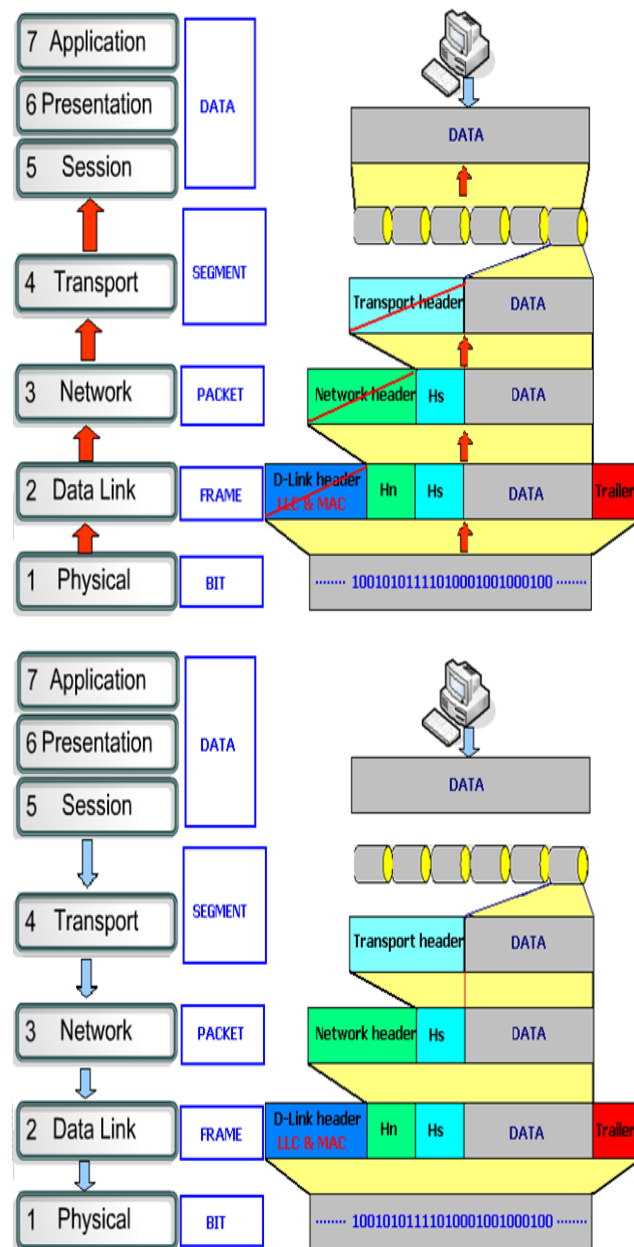 7 Application
6 Presentation
5 Session
DATA
DATA
4 Transport
SEGMENT
Transport header
DATA
3 Network
PACKET
Network header
Hs
DATA
2 Data Link
FRAME
D-Link header
LLC & MAC
Hn
Hs
DATA
Trailer
1 Physical
BIT
········ 1001010111101000100100010­0 ········
7 Application
6 Presentation
5 Session
DATA
DATA
4 Transport
SEGMENT
Transport header
DATA
3 Network
PACKET
Network header
Hs
DATA
2 Data Link
FRAME
D-Link header
LLC & MAC
Hn
Hs
DATA
Trailer
1 Physical
BIT
········ 10010101111010001001000100 ········